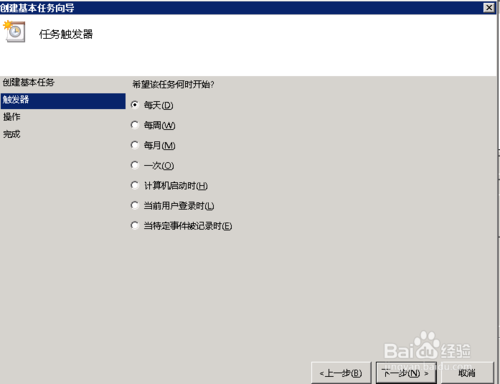 创建基本任务向导
任务触发器
创建基本任务
触发器
操作
完成
希望该任务何时开始?
每天(D)
每周(W)
每月(M)
一次(O)
计算机启动时(H)
当前用户登录时(L)
当特定事件被记录时(E)
Baidu经验
<上一步(B)
下一步(N) >
取消